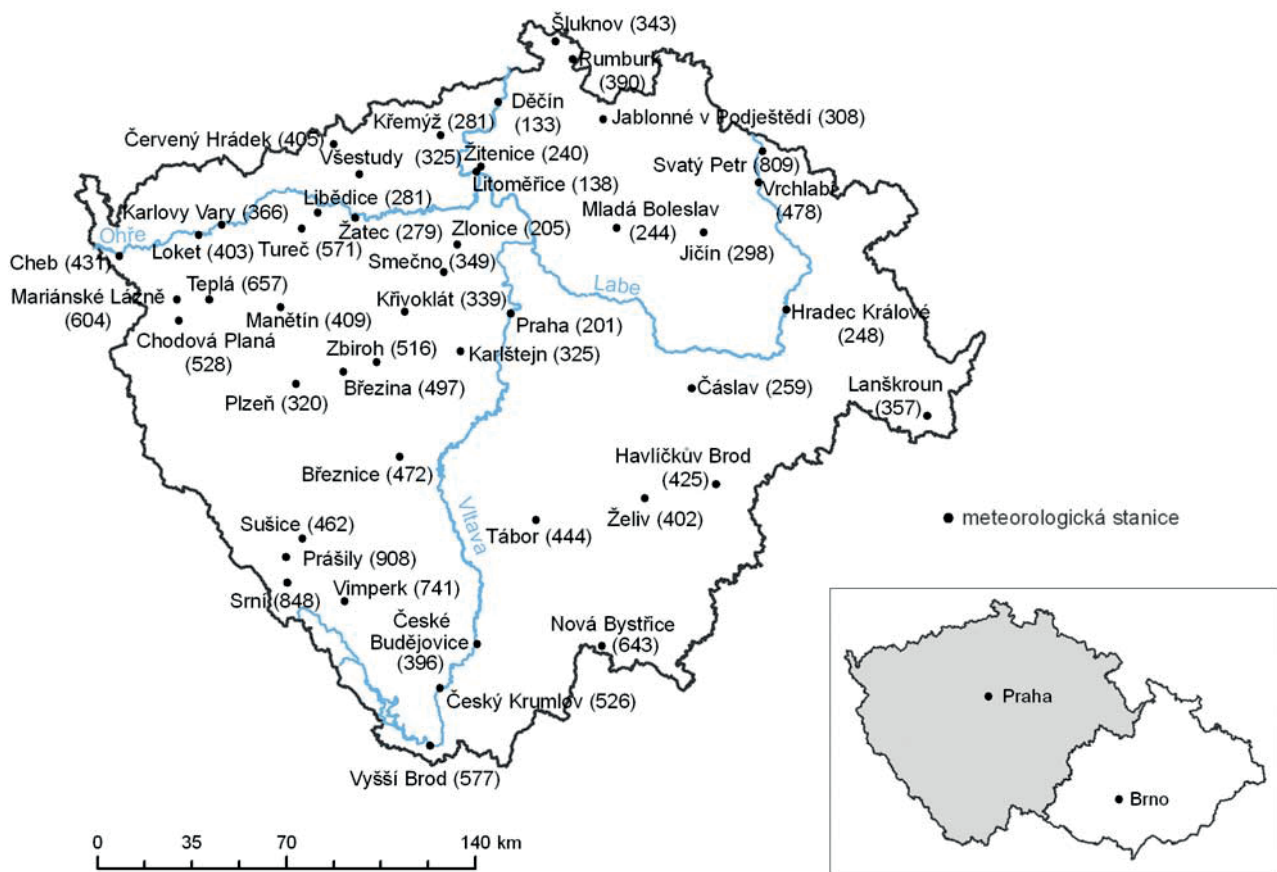 Šluknov (343)
Rumburk
(390)
Děčín
(133)
Jablonné v Podještědí (308)
Křemýž (281)
Červený Hrádek (405)
Všestudy (325)
Žitenice (240)
Litoměřice (138)
Svatý Petr (809)
Vrchlabí
(478)
Libědice (281)
Karlovy Vary (366)
Mladá Boleslav
(244)
Ohře
Loket (403)
Tureč (571)
Žatec (279)
Zlonice (205)
Jičín (298)
Cheb (431)
Smečno (349)
Labe
Teplá (657)
Mariánské Lázně
(604)
Křivoklát (339)
Manětín (409)
Praha (201)
Hradec Králové
(248)
Chodová Planá
(528)
Zbiroh (516)
Karlštejn (325)
Březina (497)
Plzeň (320)
Čáslav (259)
Lanškroun
(357)
Březnice (472)
Havlíčkův Brod
(425)
Vltava
Želiv (402)
Sušice (462)
Tábor (444)
meteorologická stanice
Prášily (908)
Srní (848)
Vimperk (741)
České
Budějovice
(396)
Nová Bystřice
(643)
Český Krumlov (526)
Vyšší Brod (577)
0 35 70 140 km
Praha
Brno